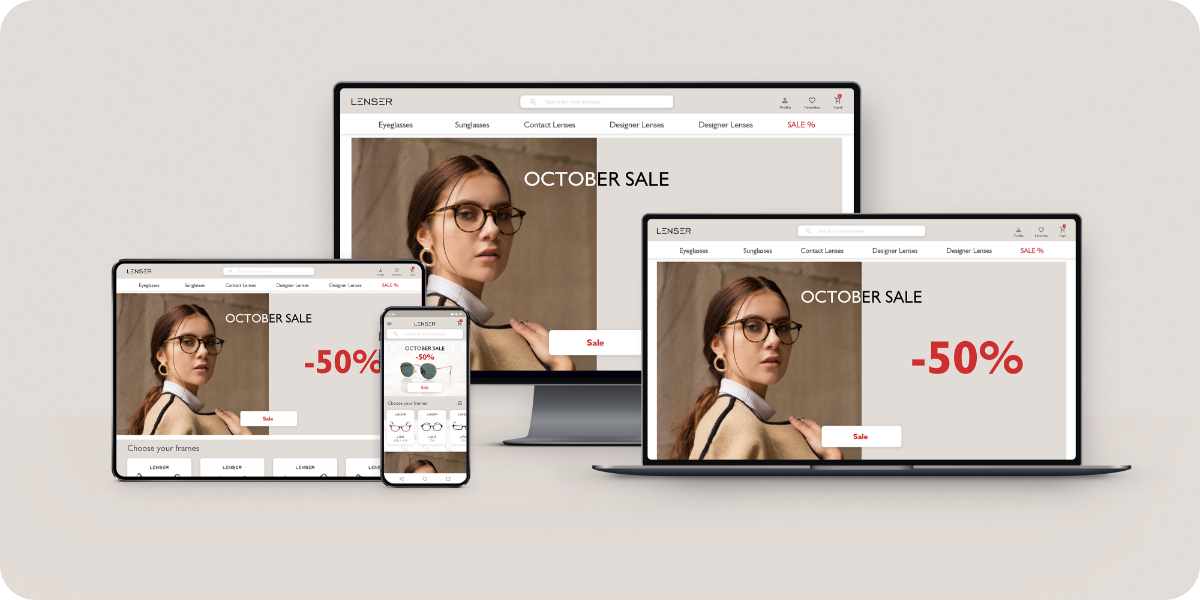 LENSER
Search for your eyewear
Profile Favorites Card
Eyeglasses Sunglasses Contact Lenses Designer Lenses Designer Lenses SALE %
OCTOBER SALE
Sale
LENSER
Search for your eyewear
Profile Favorites Card
Eyeglasses Sunglasses Contact Lenses Designer Lenses Designer Lenses SALE %
OCTOBER SALE
-50%
Sale
LENSER
Eyeglasses Sunglasses Contact Lenses Designer Lenses Designer Lenses SALE %
OCTOBER SALE
-50%
Sale
Choose your frames
LENSER LENSER LENSER LENS
LENSER
OCTOBER SALE
-50%
Sale
Choose your frames
LENSER LENSER LEN